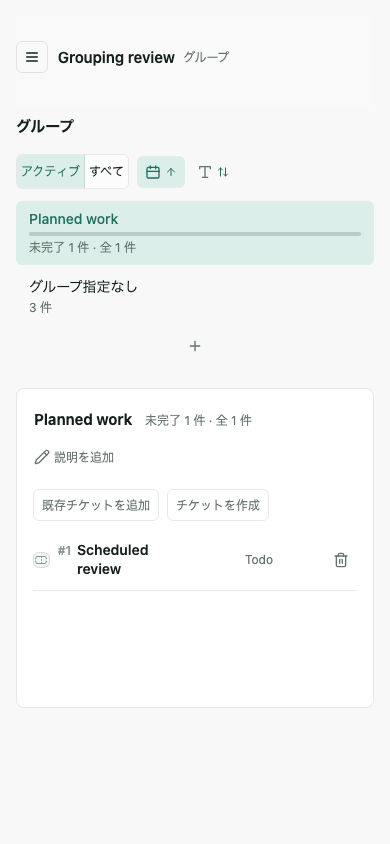 Grouping review グループ
グループ
アクティブ すべて
Planned work
未完了 1 件 · 全 1 件
グループ指定なし
3 件
Planned work 未完了 1 件 · 全 1 件
説明を追加
既存チケットを追加 チケットを作成
#1 Scheduled review Todo